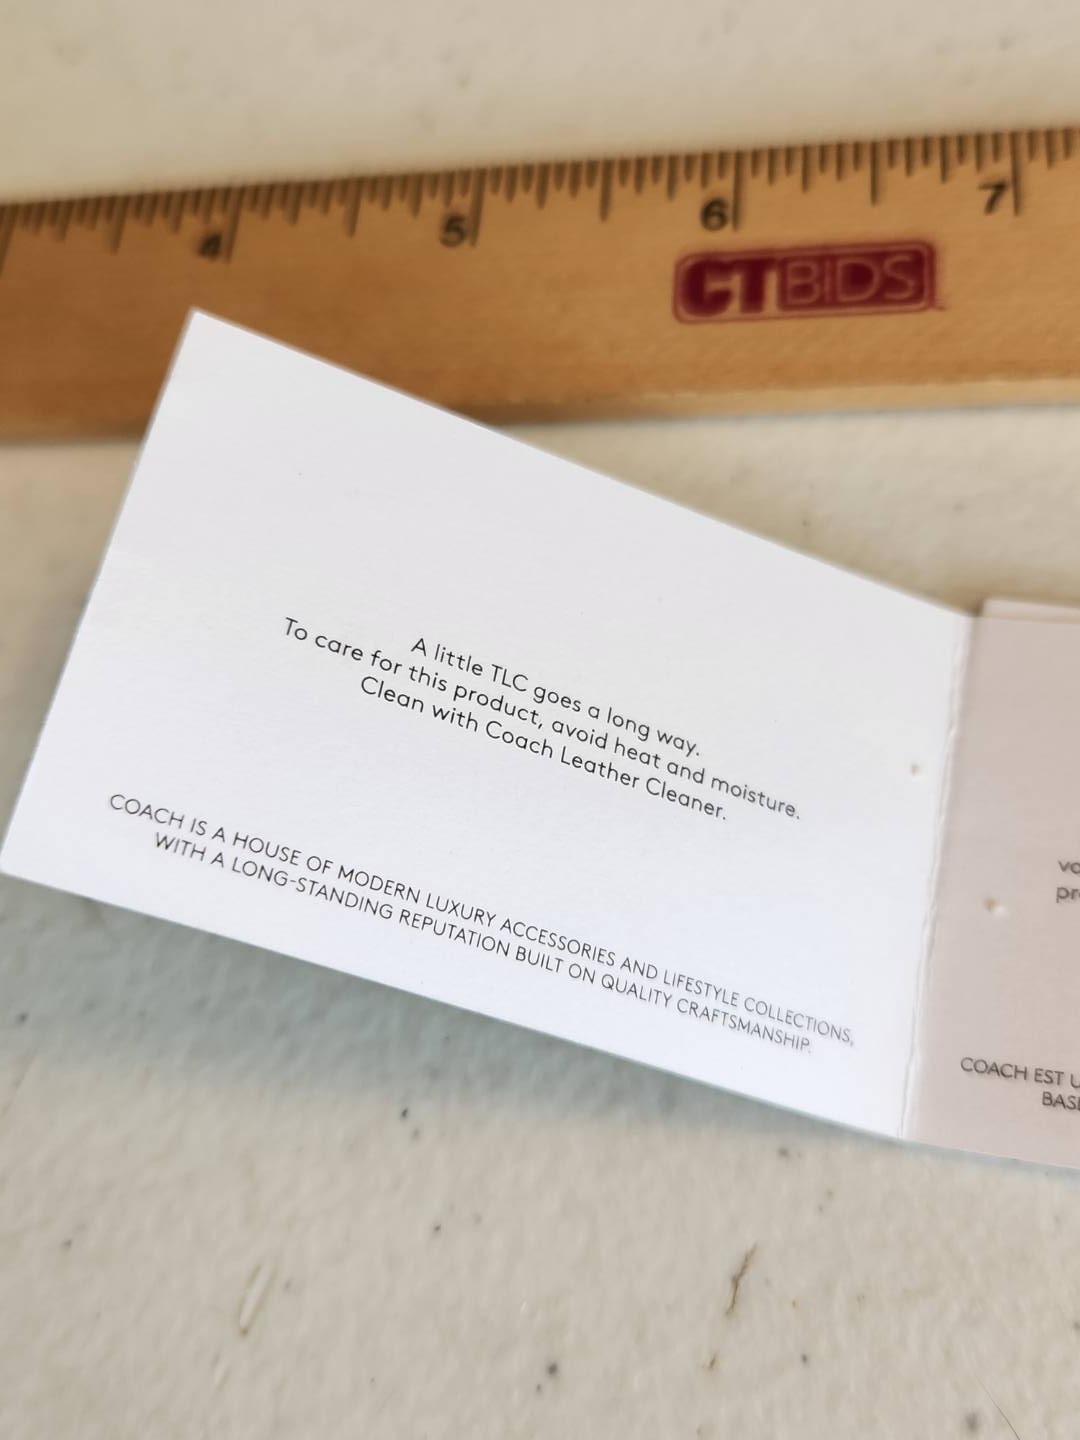 4 5 6 7
CTBIDS
A little TLC goes a long way.
To care for this product, avoid heat and moisture.
Clean with Coach Leather Cleaner.
COACH IS A HOUSE OF MODERN LUXURY ACCESSORIES AND LIFESTYLE COLLECTIONS,
WITH A LONG-STANDING REPUTATION BUILT ON QUALITY CRAFTSMANSHIP.
COACH EST